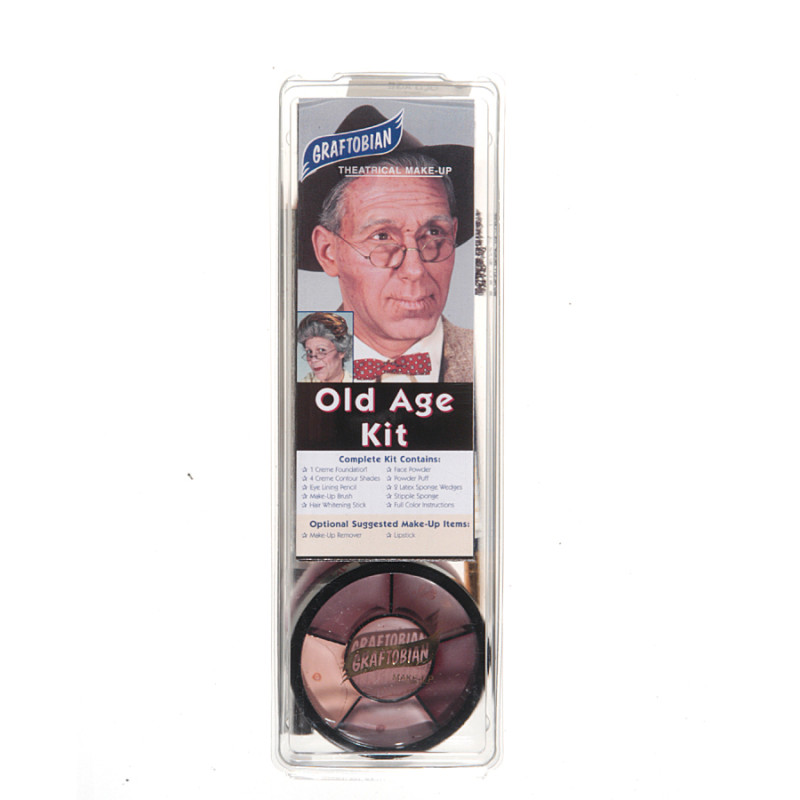 GRAFTOBIAN
THEATRICAL MAKE-UP
Old Age
Kit
Complete Kit Contains:
✰ 1 Creme Foundation
✰ 4 Creme Contour Shades
✰ Eye Lining Pencil
✰ Make-Up Brush
✰ Hair Whitening Stick
✰ Face Powder
✰ Powder Puff
✰ 2 Latex Sponge Wedges
✰ Stipple Sponge
✰ Full Color Instructions
Optional Suggested Make-Up Items:
✰ Make-Up Remover
✰ Lipstick
GRAFTOBIAN